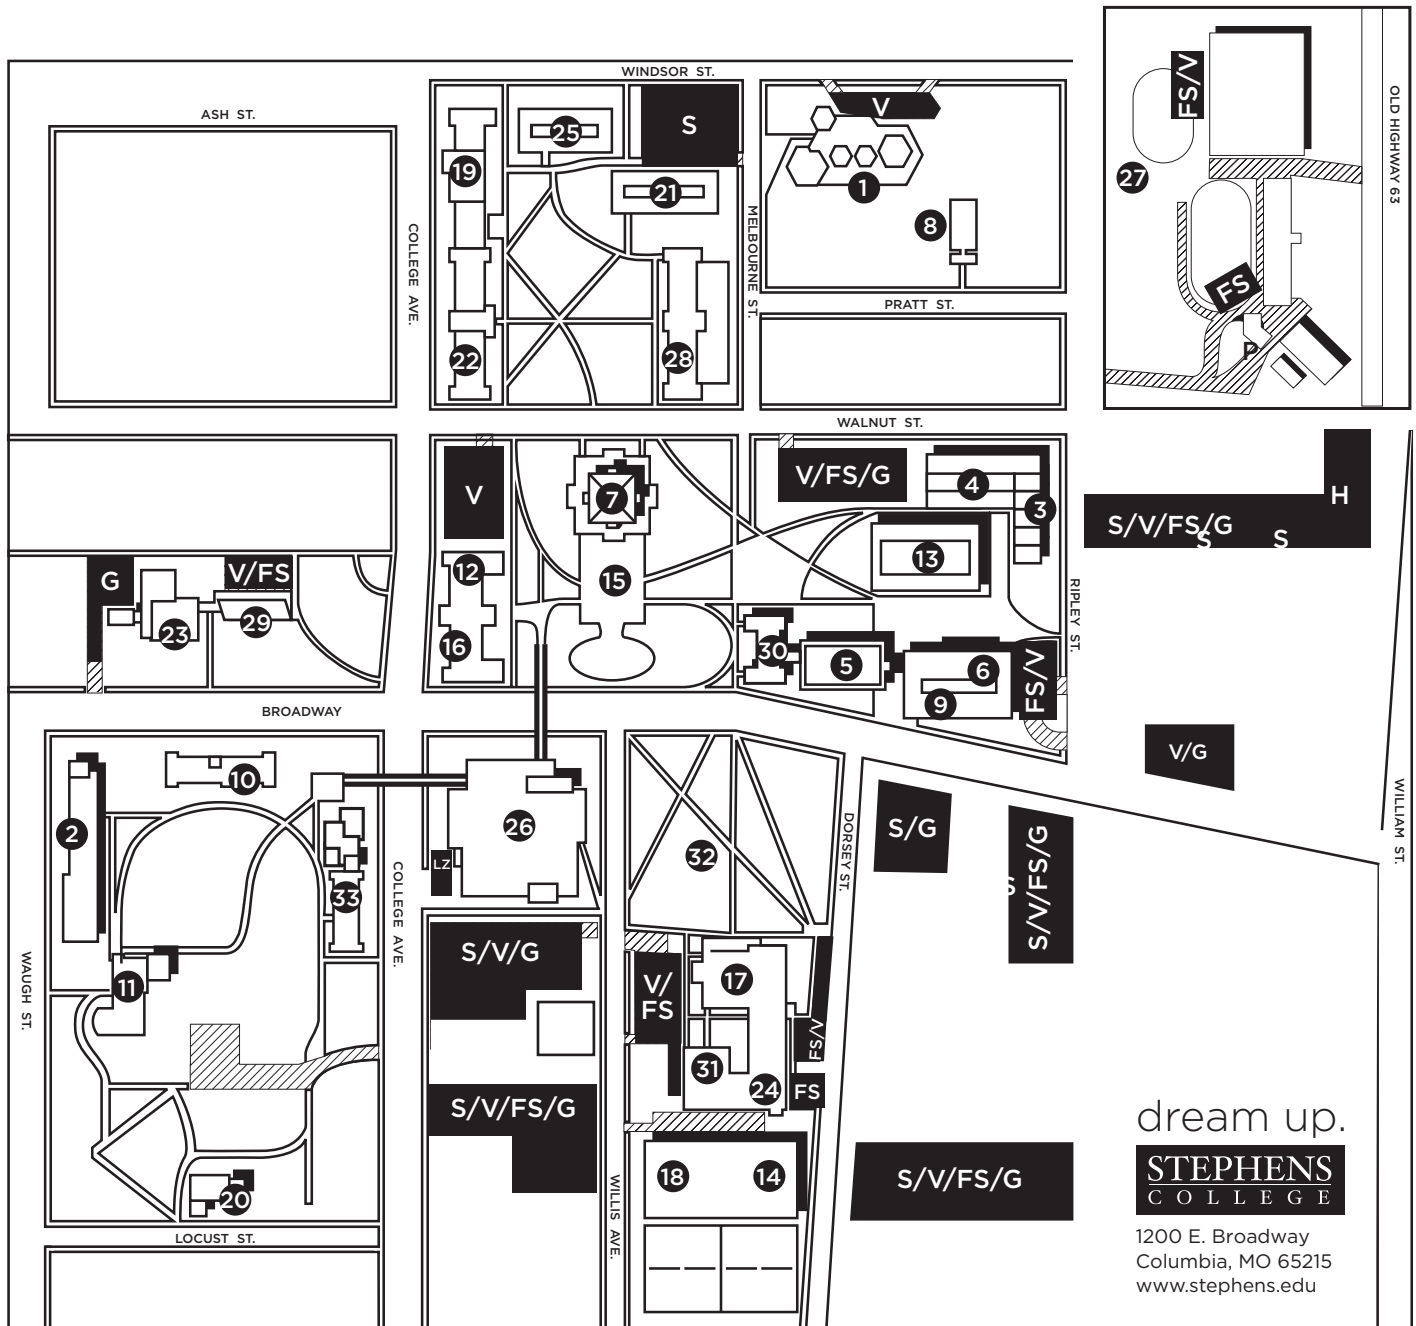 WINDSOR ST.
ASH ST.
OLD HIGHWAY 63
FS/V
27
FS
P
V
S
25
19
21
1
8
MELBOURNE ST.
COLLEGE AVE.
PRATT ST.
22
28
WALNUT ST.
V
7
V/FS/G
4
3
H
S/V/FS/G
S
S
12
15
13
G
V/FS
23
29
16
30
5
6
9
FS/V
RIPLEY ST.
BROADWAY
V/G
10
2
26
LZ
32
S/G
DORSEY ST.
S/V/FS/G
S
WILLIAM ST.
33
COLLEGE AVE.
WAUGH ST.
11
S/V/G
V/
FS
17
FS/V
31
24
FS
S/V/FS/G
18
14
S/V/FS/G
WILLIS AVE.
20
LOCUST ST.
dream up.
STEPHENS
COLLEGE
1200 E. Broadway
Columbia, MO 65215
www.stephens.edu